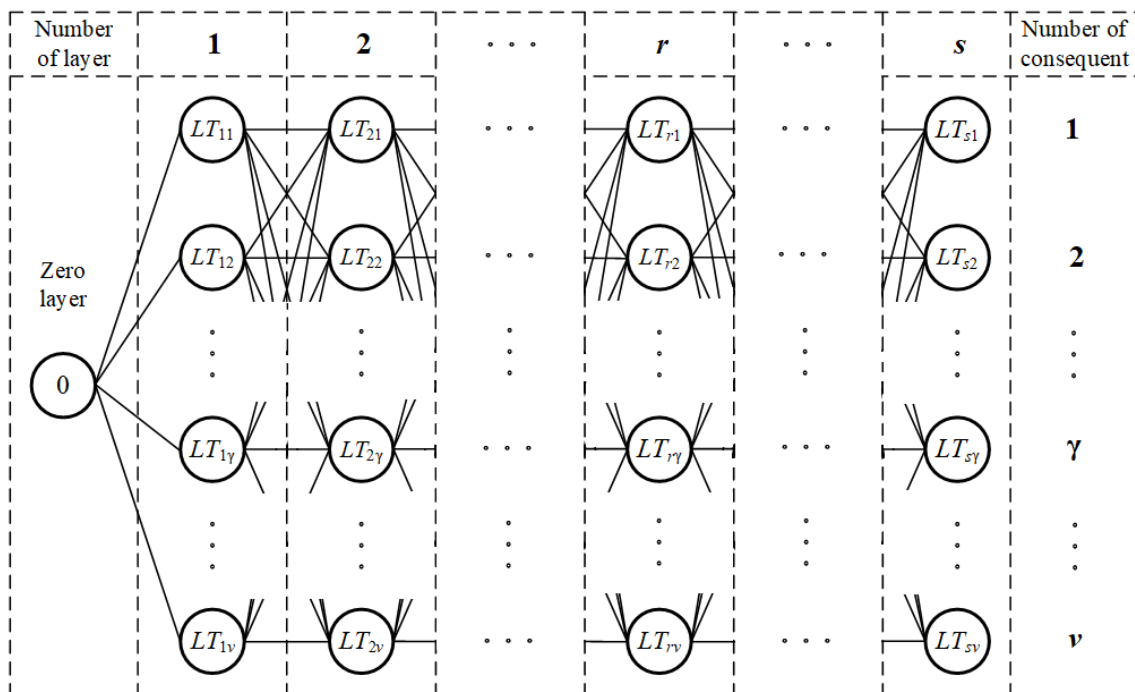 Number of layer 1 2 ∘ ∘ ∘ r ∘ ∘ ∘ s Number of consequent
LT₁₁ LT₂₁ ∘ ∘ ∘ LTᵣ₁ ∘ ∘ ∘ LTₛ₁ 1
LT₁₂ LT₂₂ ∘ ∘ ∘ LTᵣ₂ ∘ ∘ ∘ LTₛ₂ 2
Zero
layer
0
LT₁ᵧ LT₂ᵧ ∘ ∘ ∘ LTᵣᵧ ∘ ∘ ∘ LTₛᵧ γ
LT₁ᵥ LT₂ᵥ ∘ ∘ ∘ LTᵣᵥ ∘ ∘ ∘ LTₛᵥ v